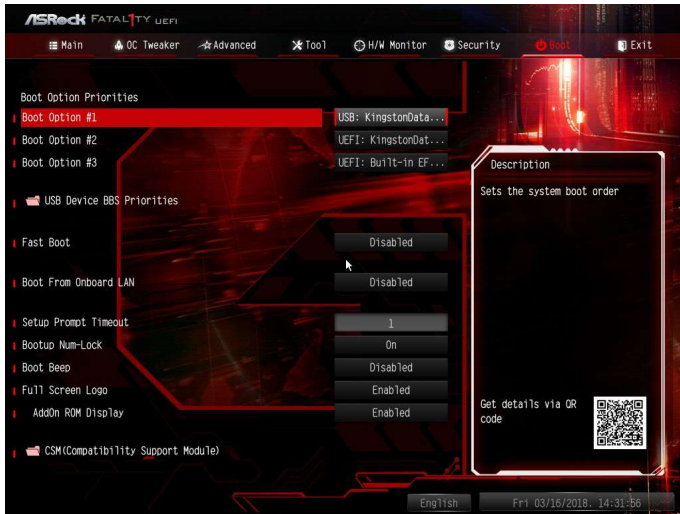 ASRock FATAL1TY UEFI
Main OC Tweaker Advanced Tool H/W Monitor Security Boot Exit
Boot Option Priorities
Boot Option #1 USB: KingstonData...
Boot Option #2 UEFI: KingstonDat...
Boot Option #3 UEFI: Built-in EF...
Description
USB Device BBS Priorities
Sets the system boot order
Fast Boot Disabled
Boot From Onboard LAN Disabled
Setup Prompt Timeout 1
Bootup Num-Lock On
Boot Beep Disabled
Full Screen Logo Enabled
AddOn ROM Display Enabled
Get details via QR
code
CSM(Compatibility Support Module)
English Fri 03/16/2018. 14:31:56